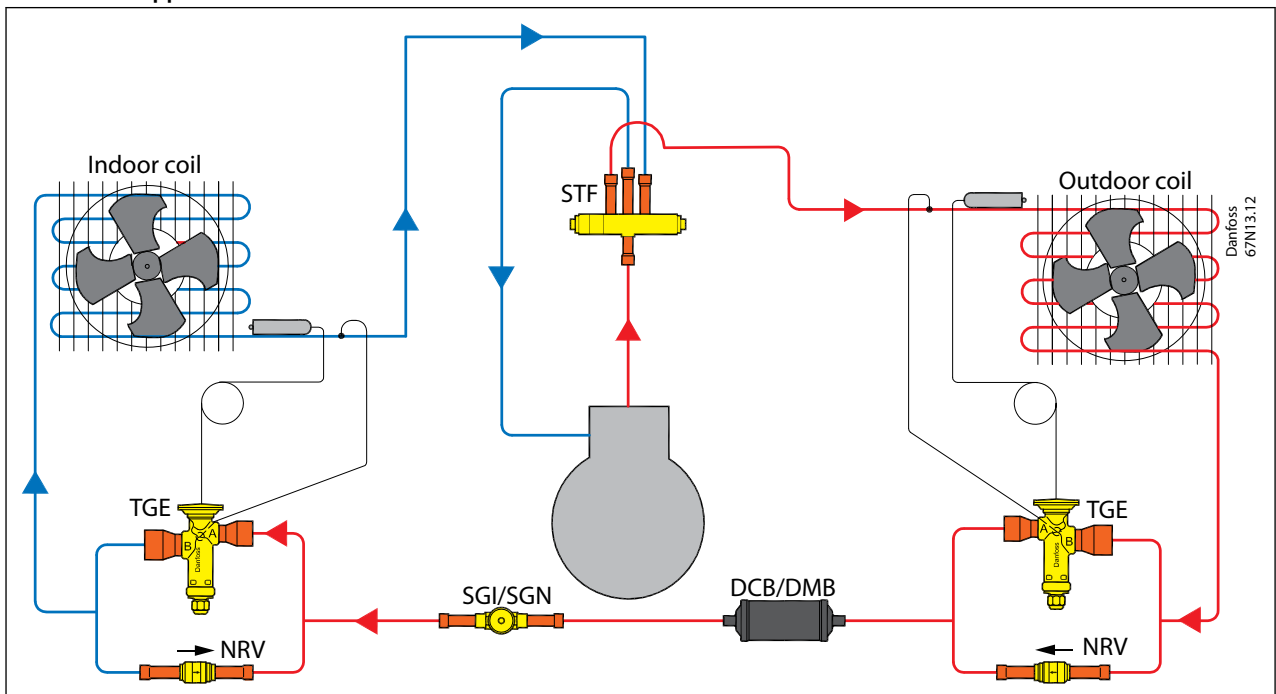 Indoor coil
STF
Outdoor coil
Danfoss
67N13.12
TGE
A
B
Danfoss
TGE
A
B
Danfoss
SGI/SGN
DCB/DMB
NRV
NRV